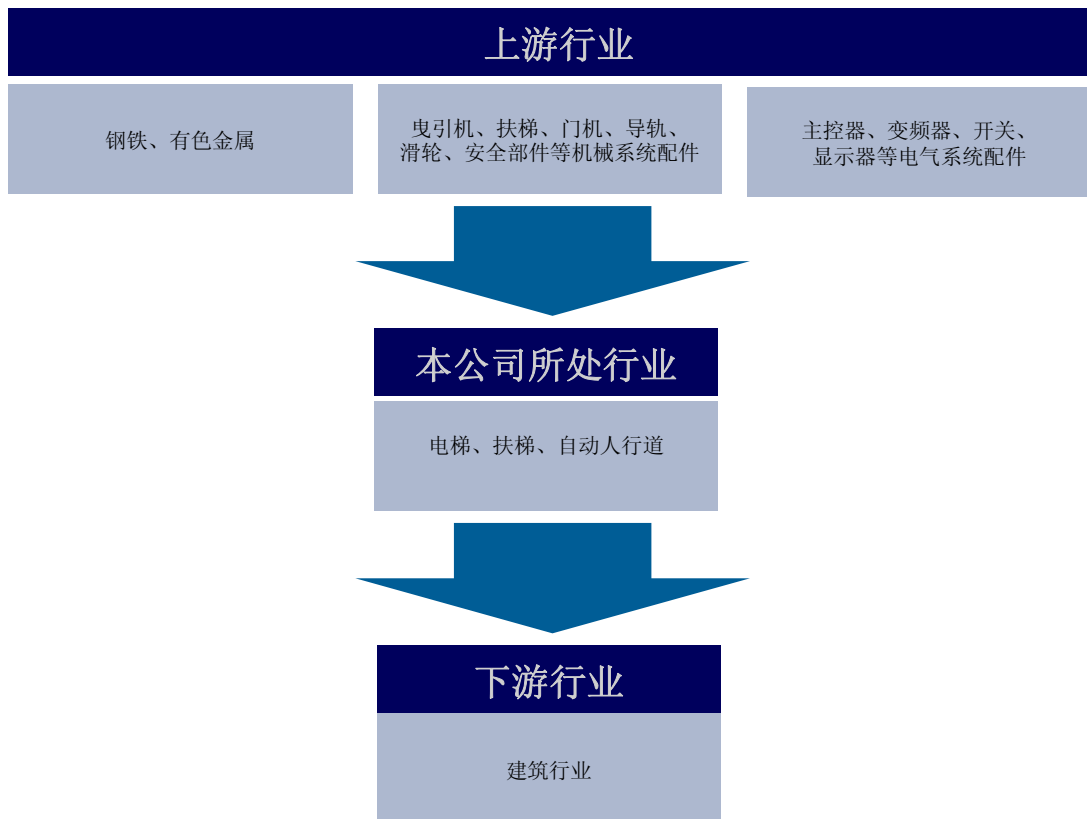 上游行业
钢铁、有色金属
曳引机、扶梯、门机、导轨、
滑轮、安全部件等机械系统配件
主控器、变频器、开关、
显示器等电气系统配件
本公司所处行业
电梯、扶梯、自动人行道
下游行业
建筑行业